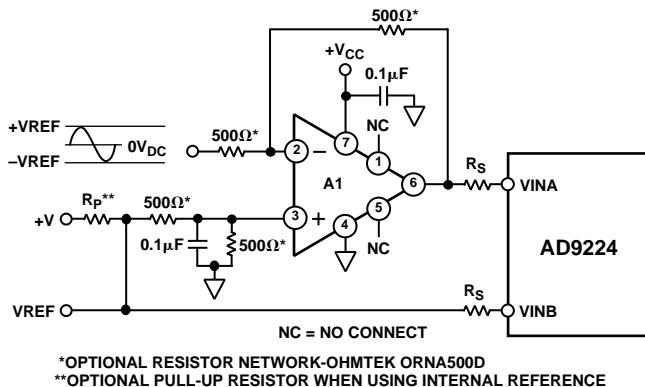 500Ω*
+VCC
0.1µF
+VREF
0VDC
–VREF
500Ω*
NC
7
1
2
–
A1
6
RS
VINA
RP**
+V
500Ω*
3
+
5
4
0.1µF
500Ω*
NC
AD9224
VREF
RS
VINB
NC = NO CONNECT
*OPTIONAL RESISTOR NETWORK-OHMTEK ORNA500D
**OPTIONAL PULL-UP RESISTOR WHEN USING INTERNAL REFERENCE